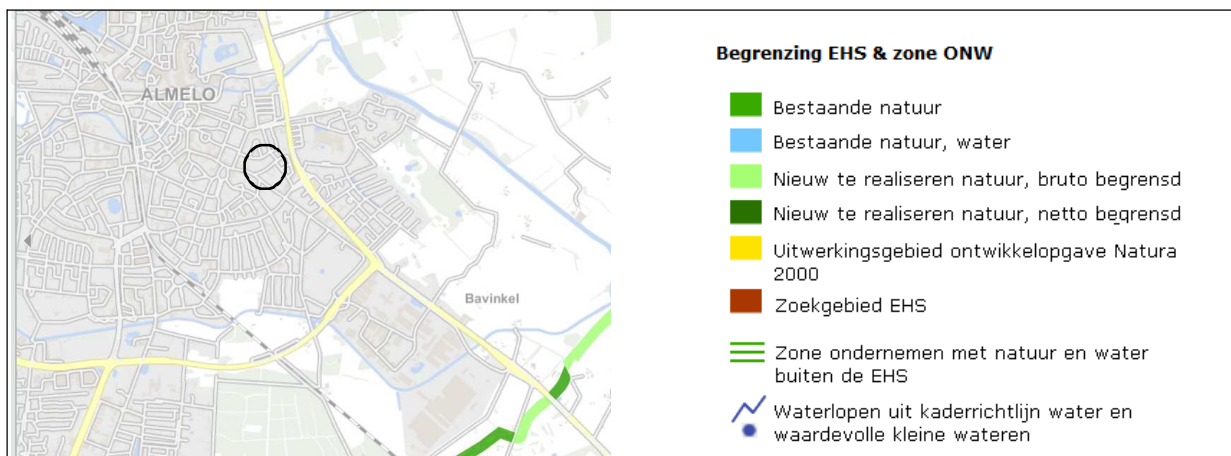 ALMELO
Bavinkel
Begrenzing EHS & zone ONW
Bestaande natuur
Bestaande natuur, water
Nieuw te realiseren natuur, bruto begrensd
Nieuw te realiseren natuur, netto begrensd
Uitwerkingsgebied ontwikkelopgave Natura
2000
Zoekgebied EHS
Zone ondernemen met natuur en water
buiten de EHS
Waterlopen uit kaderrichtlijn water en
waardevolle kleine wateren